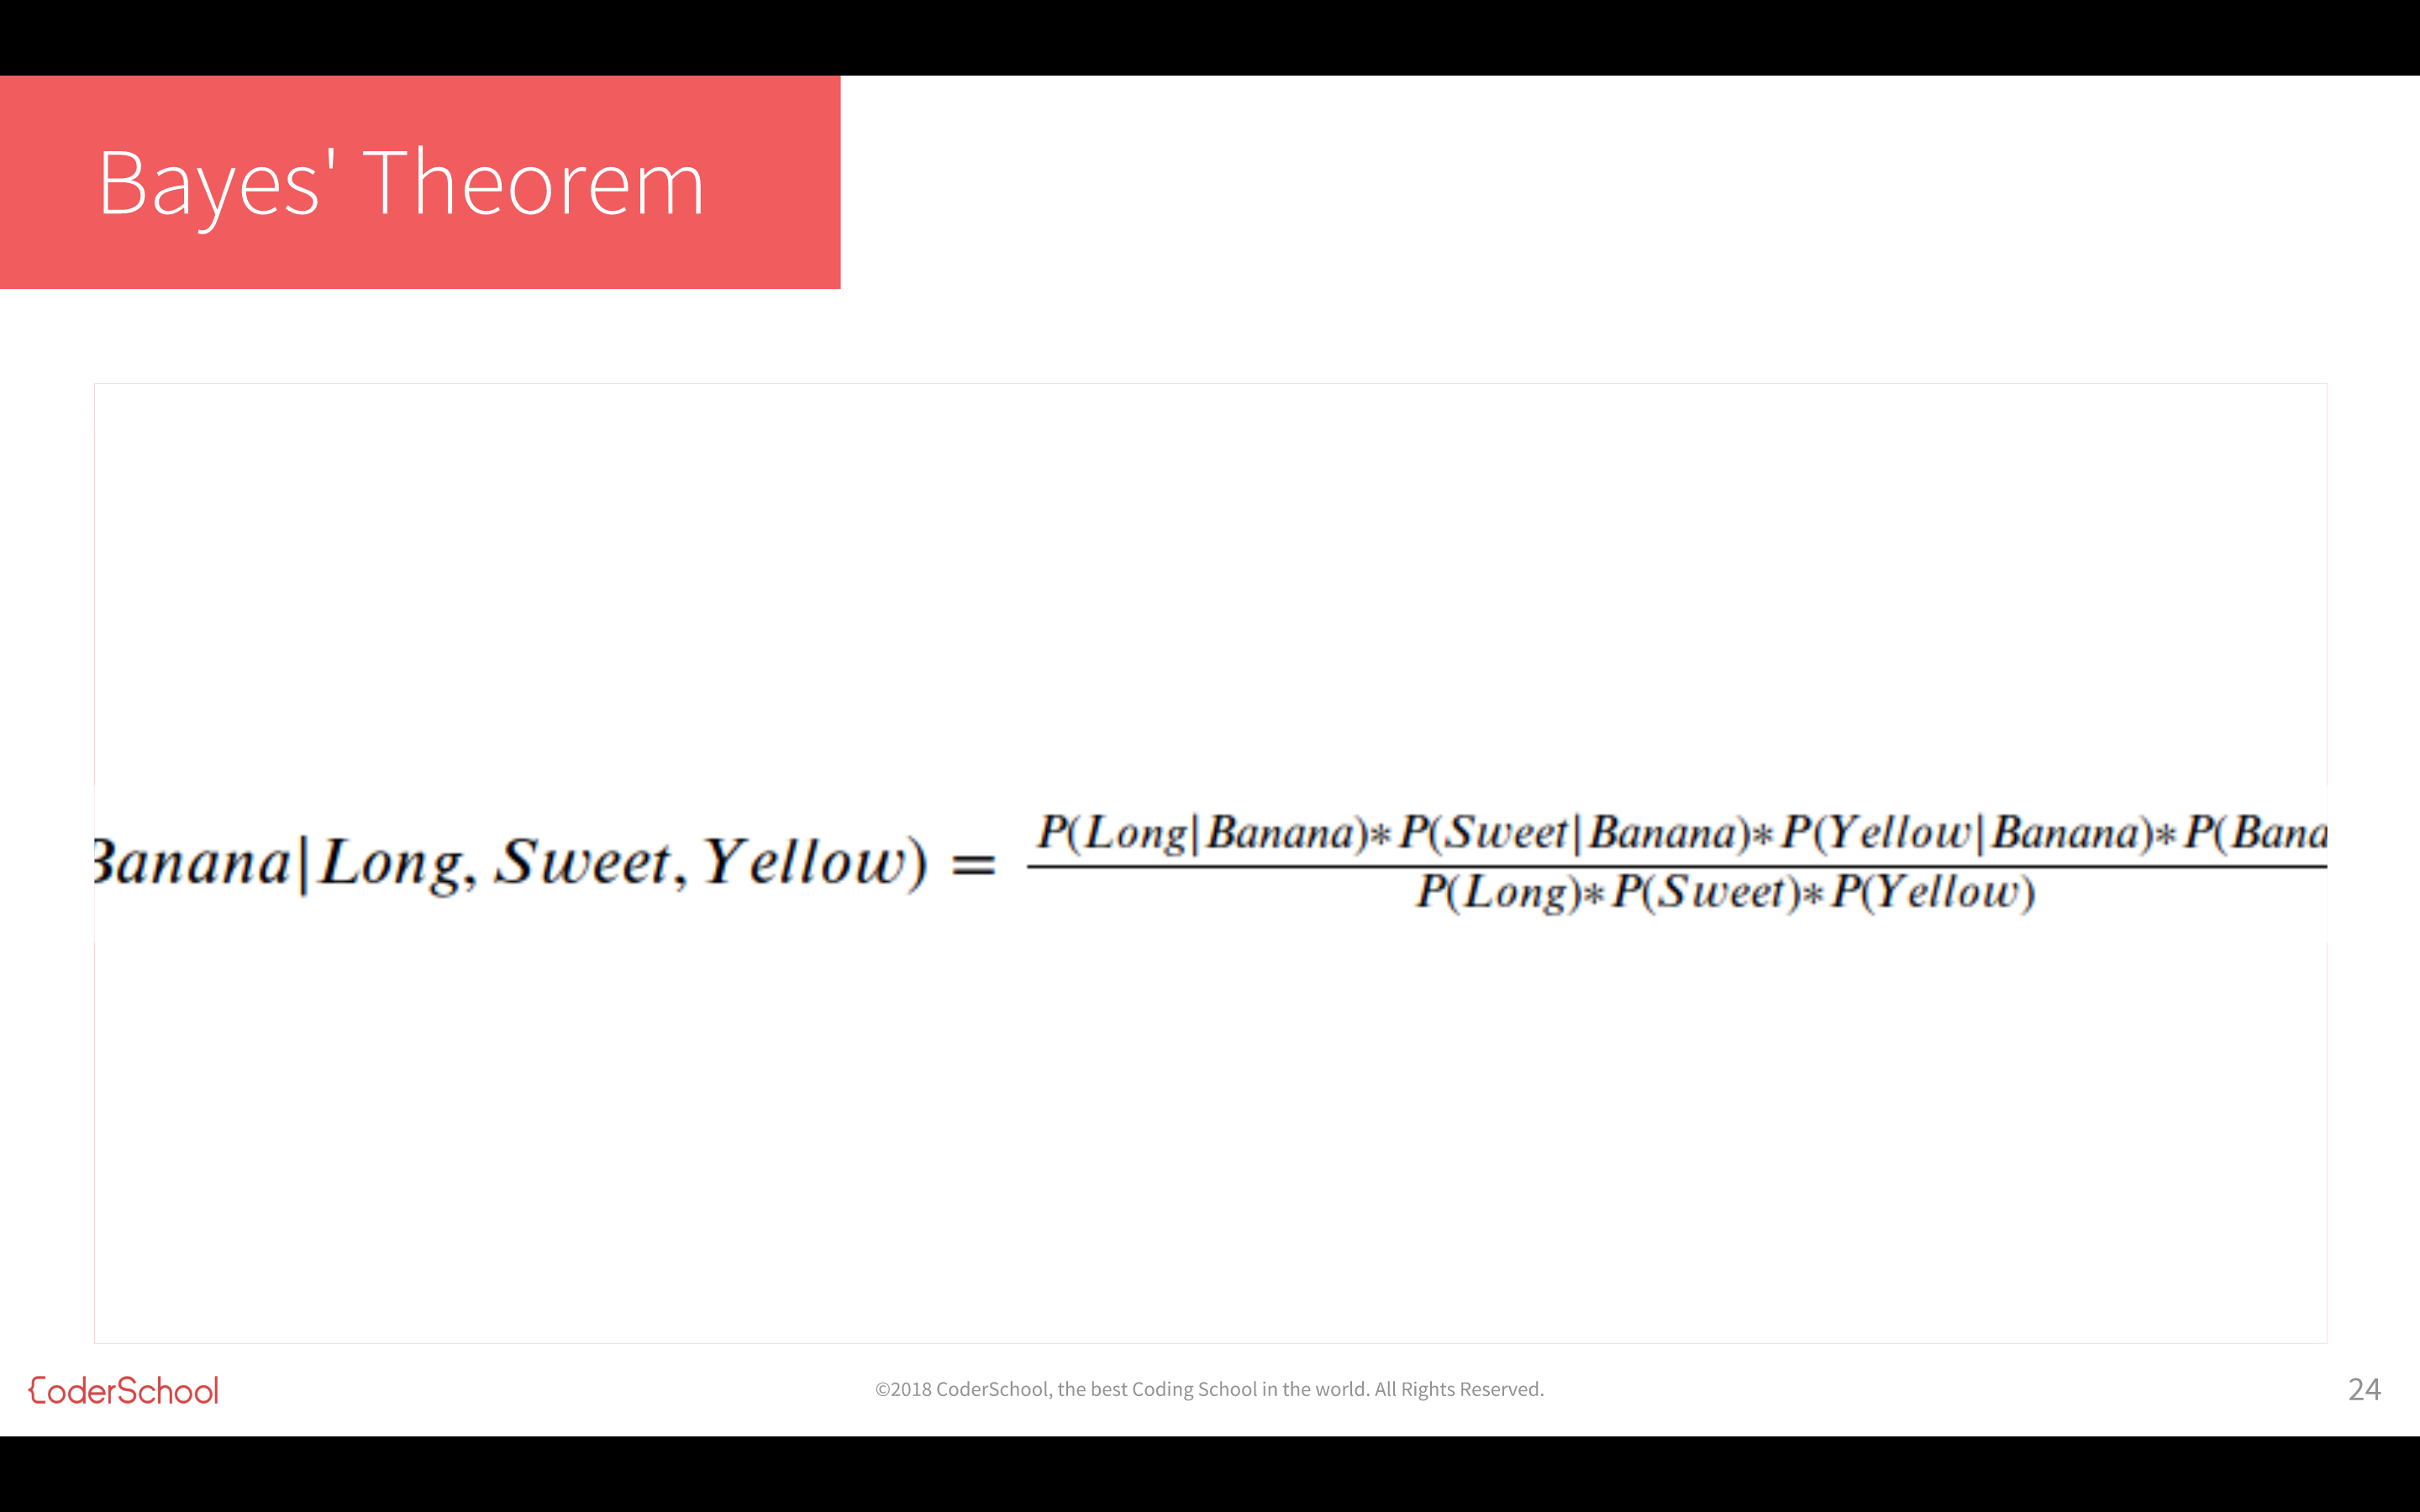 Bayes' Theorem
Banana|Long, Sweet, Yellow) = P(Long|Banana)*P(Sweet|Banana)*P(Yellow|Banana)*P(Bana
P(Long)*P(Sweet)*P(Yellow)
{CoderSchool
©2018 CoderSchool, the best Coding School in the world. All Rights Reserved.
24